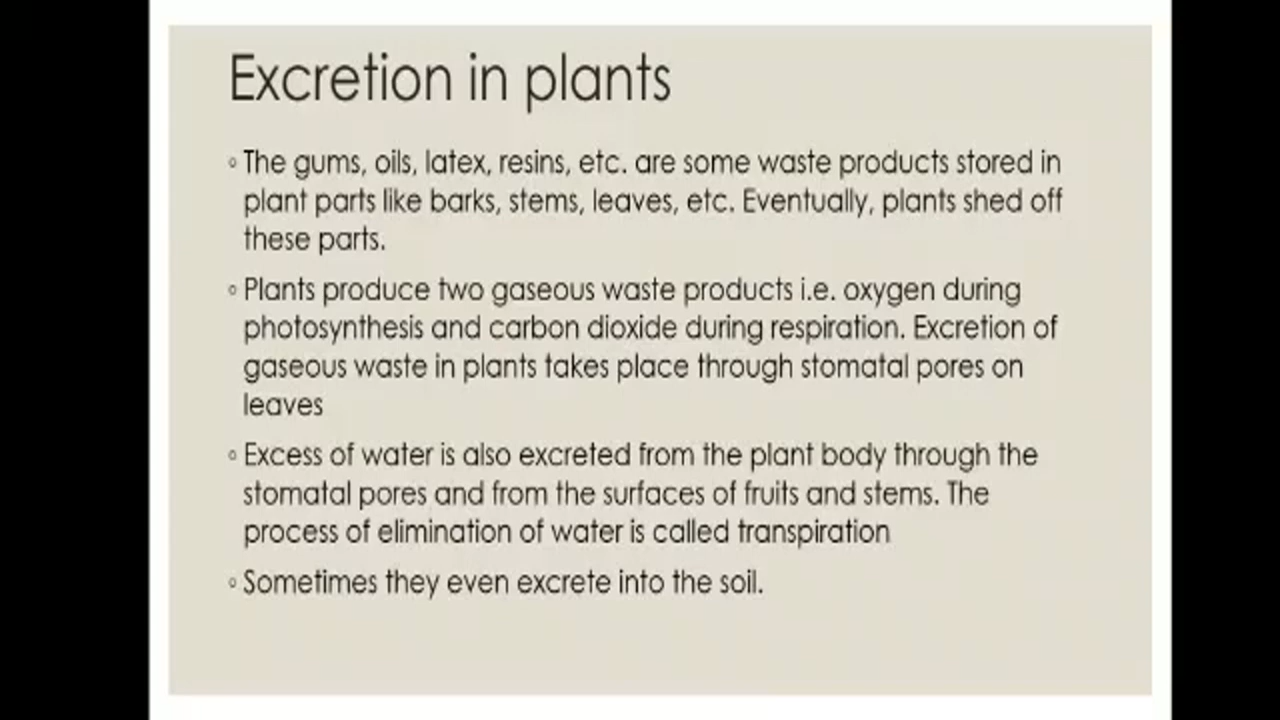 Excretion in plants
◦ The gums, oils, latex, resins, etc. are some waste products stored in
plant parts like barks, stems, leaves, etc. Eventually, plants shed off
these parts.
◦ Plants produce two gaseous waste products i.e. oxygen during
photosynthesis and carbon dioxide during respiration. Excretion of
gaseous waste in plants takes place through stomatal pores on
leaves
◦ Excess of water is also excreted from the plant body through the
stomatal pores and from the surfaces of fruits and stems. The
process of elimination of water is called transpiration
◦ Sometimes they even excrete into the soil.